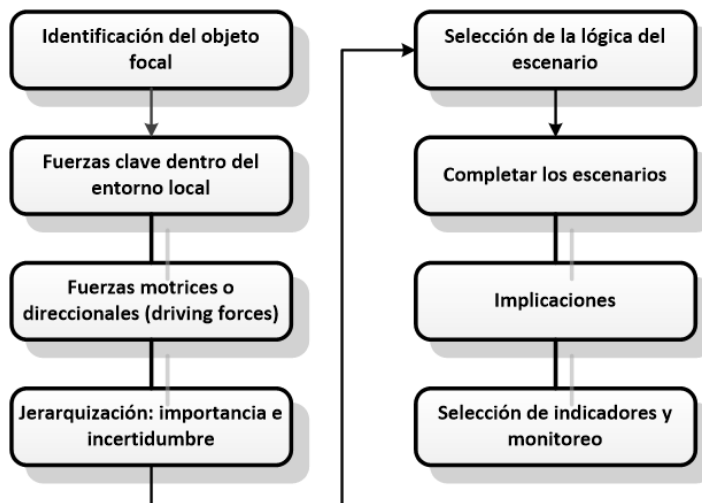 Identificación del objeto
focal
Fuerzas clave dentro del
entorno local
Fuerzas motrices o
direccionales (driving forces)
Jerarquización: importancia e
incertidumbre
Selección de la lógica del
escenario
Completar los escenarios
Implicaciones
Selección de indicadores y
monitoreo